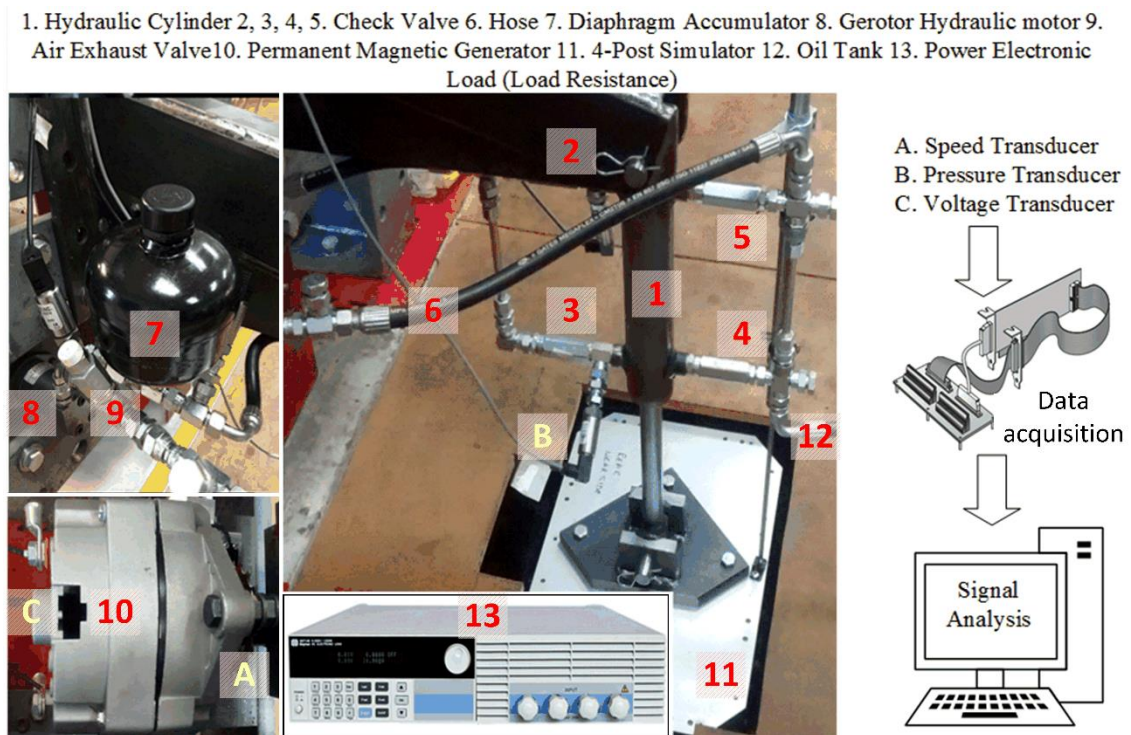 1. Hydraulic Cylinder 2, 3, 4, 5. Check Valve 6. Hose 7. Diaphragm Accumulator 8. Gerotor Hydraulic motor 9.
Air Exhaust Valve10. Permanent Magnetic Generator 11. 4-Post Simulator 12. Oil Tank 13. Power Electronic
Load (Load Resistance)
7
8
9
C
10
A
2
5
1
6
3
4
B
12
13
INPUT
11
A. Speed Transducer
B. Pressure Transducer
C. Voltage Transducer
Data
acquisition
Signal
Analysis